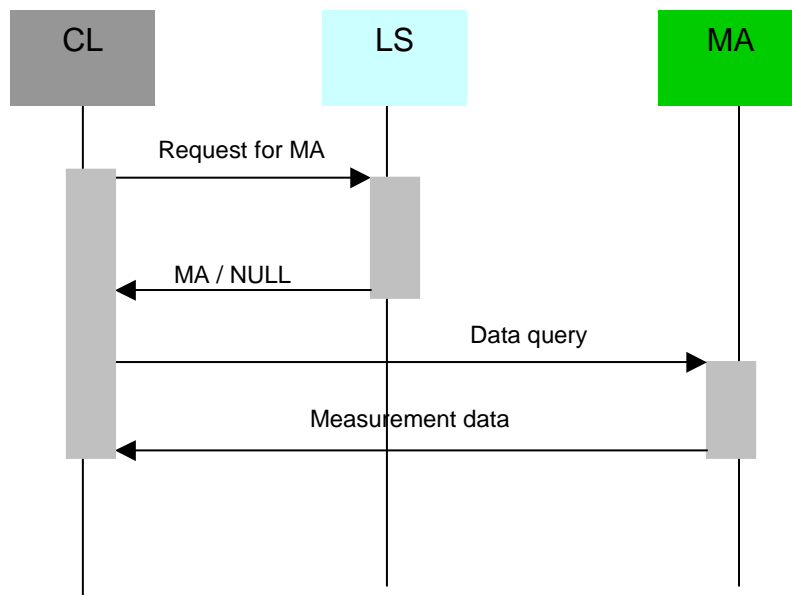 CL
LS
MA
Request for MA
MA / NULL
Data query
Measurement data